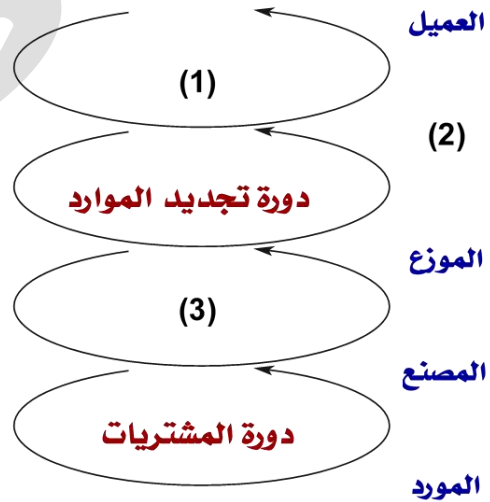 العميل
(1)
(2)
دورة تجديد الموارد
الموزع
(3)
المصنع
دورة المشتريات
المورد